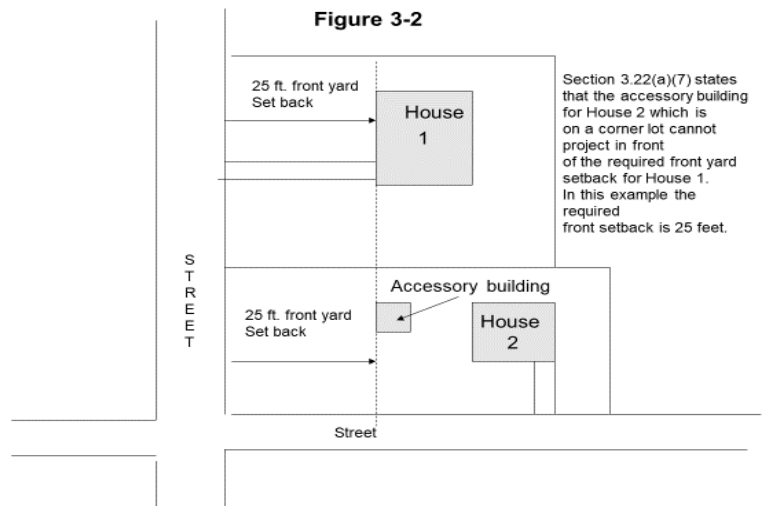 Figure 3-2
25 ft. front yard
Set back
House
1
Section 3.22(a)(7) states
that the accessory building
for House 2 which is
on a corner lot cannot
project in front
of the required front yard
setback for House 1.
In this example the
required
front setback is 25 feet.
S
T
R
E
E
T
Accessory building
25 ft. front yard
Set back
House
2
Street